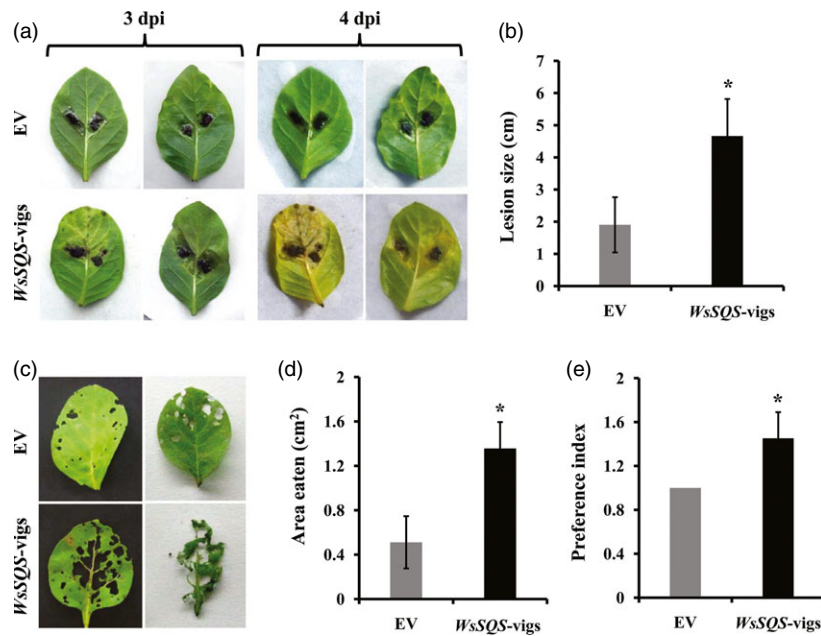 (a)
3 dpi
4 dpi
EV
WsSQS-vigs
(b)
Lesion size (cm)
7
6
5
4
3
2
1
0
*
EV
WsSQS-vigs
(c)
EV
WsSQS-vigs
(d)
Area eaten (cm²)
2
1.6
1.2
0.8
0.4
0
*
EV
WsSQS-vigs
(e)
Preference index
2
1.6
1.2
0.8
0.4
0
*
EV
WsSQS-vigs